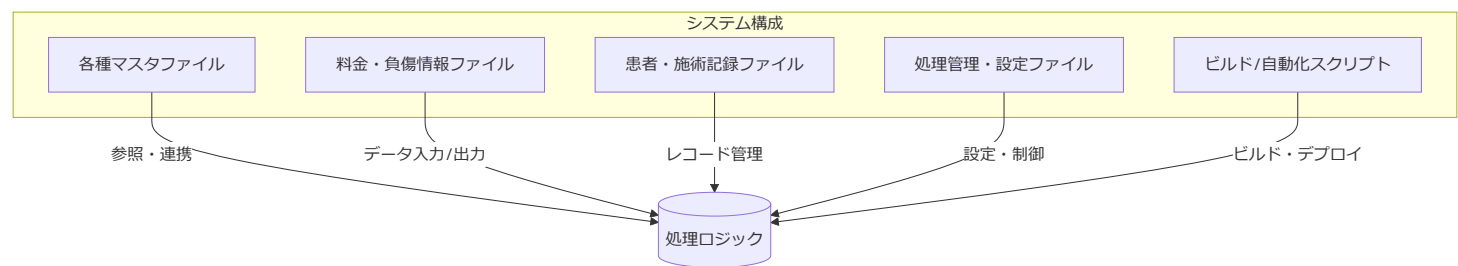 システム構成
各種マスタファイル
料金・負傷情報ファイル
患者・施術記録ファイル
処理管理・設定ファイル
ビルド/自動化スクリプト
参照・連携
データ入力/出力
レコード管理
設定・制御
ビルド・デプロイ
処理ロジック